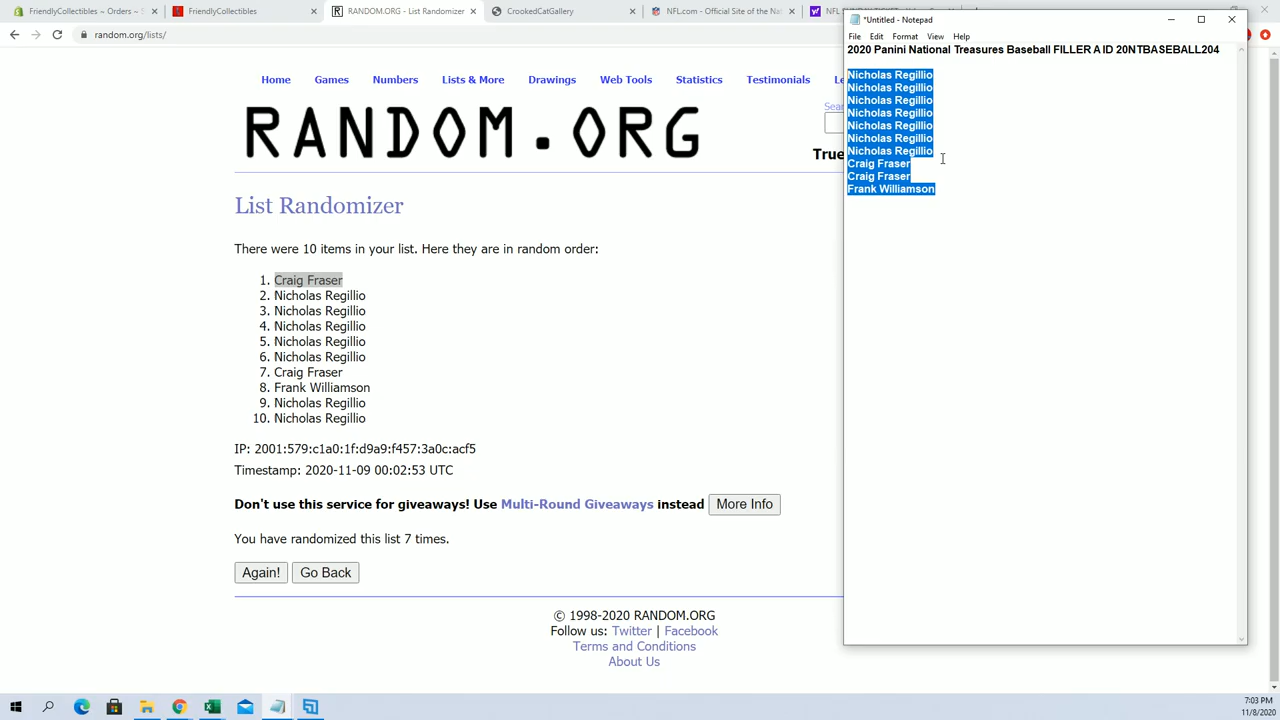 FriendlyCollectibles ~ Orders ~ S
FriendlyCollectibles
RANDOM.ORG - List Randomizer
CrookedCatGallery
NFL.com - Official Site of the Na
random.org/lists/
Home
Games
Numbers
Lists & More
Drawings
Web Tools
Statistics
Testimonials
RANDOM.ORG
True
List Randomizer
There were 10 items in your list. Here they are in random order:
1. Craig Fraser
2. Nicholas Regillio
3. Nicholas Regillio
4. Nicholas Regillio
5. Nicholas Regillio
6. Nicholas Regillio
7. Craig Fraser
8. Frank Williamson
9. Nicholas Regillio
10. Nicholas Regillio
IP: 2001:579:c1a0:1f:d9a9:f457:3a0c:acf5
Timestamp: 2020-11-09 00:02:53 UTC
Don't use this service for giveaways! Use Multi-Round Giveaways instead More Info
You have randomized this list 7 times.
Again! Go Back
© 1998-2020 RANDOM.ORG
Follow us: Twitter | Facebook
Terms and Conditions
About Us
*Untitled - Notepad
File Edit Format View Help
2020 Panini National Treasures Baseball FILLER A ID 20NTBASEBALL204
Nicholas Regillio
Nicholas Regillio
Nicholas Regillio
Nicholas Regillio
Nicholas Regillio
Nicholas Regillio
Nicholas Regillio
Craig Fraser
Craig Fraser
Frank Williamson
7:03 PM
11/8/2020